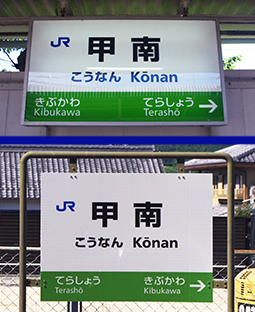 JR 甲南
こうなん Kōnan
きぶかわ てらしょう
Kibukawa Terashō →
JR 甲南
こうなん Kōnan
てらしょう きぶかわ
Terashō Kibukawa →